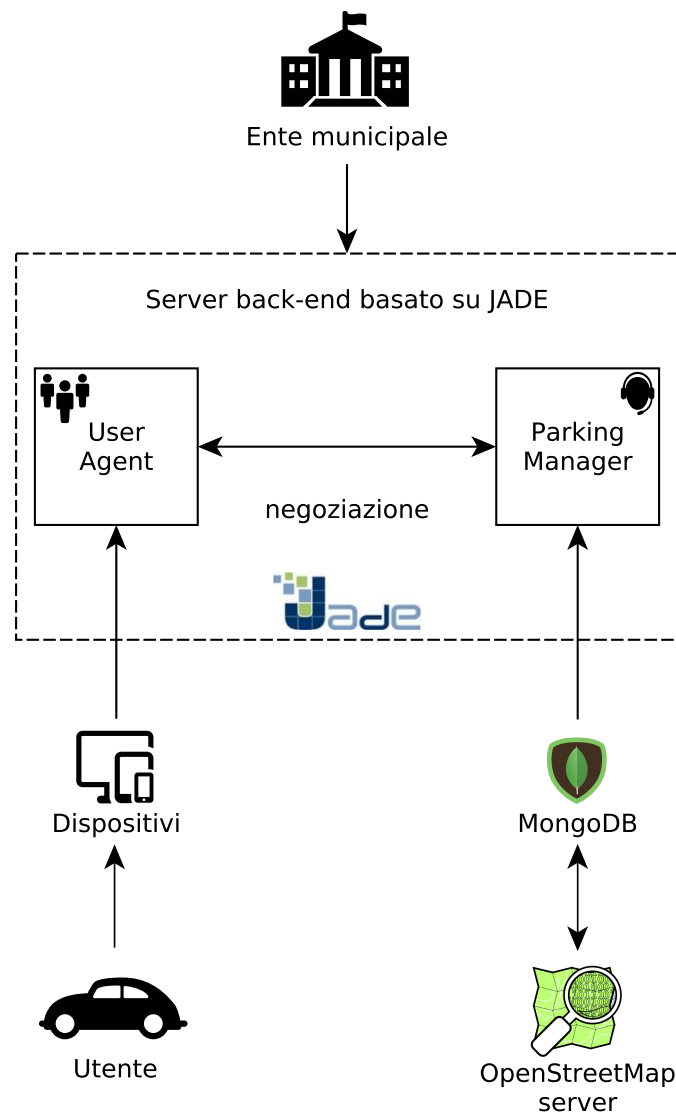 Ente municipale
Server back-end basato su JADE
User
Agent
Parking
Manager
negoziazione
Jade
Dispositivi
MongoDB
Utente
OpenStreetMap
server